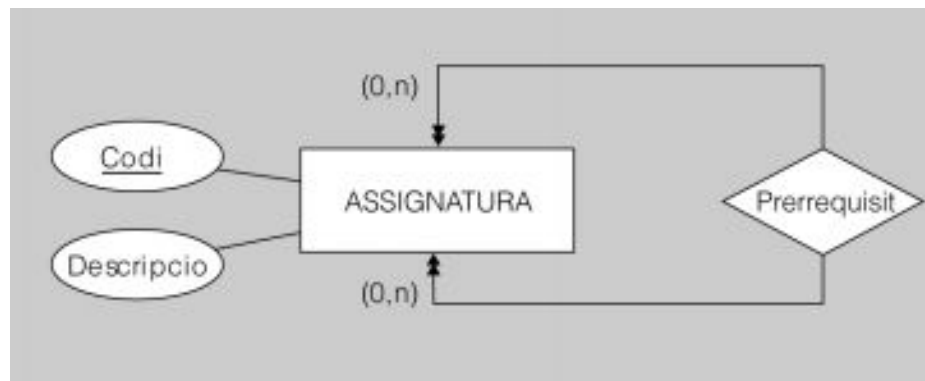 (0,n)
Codi
ASSIGNATURA
Prerrequisit
Descripcio
(0,n)